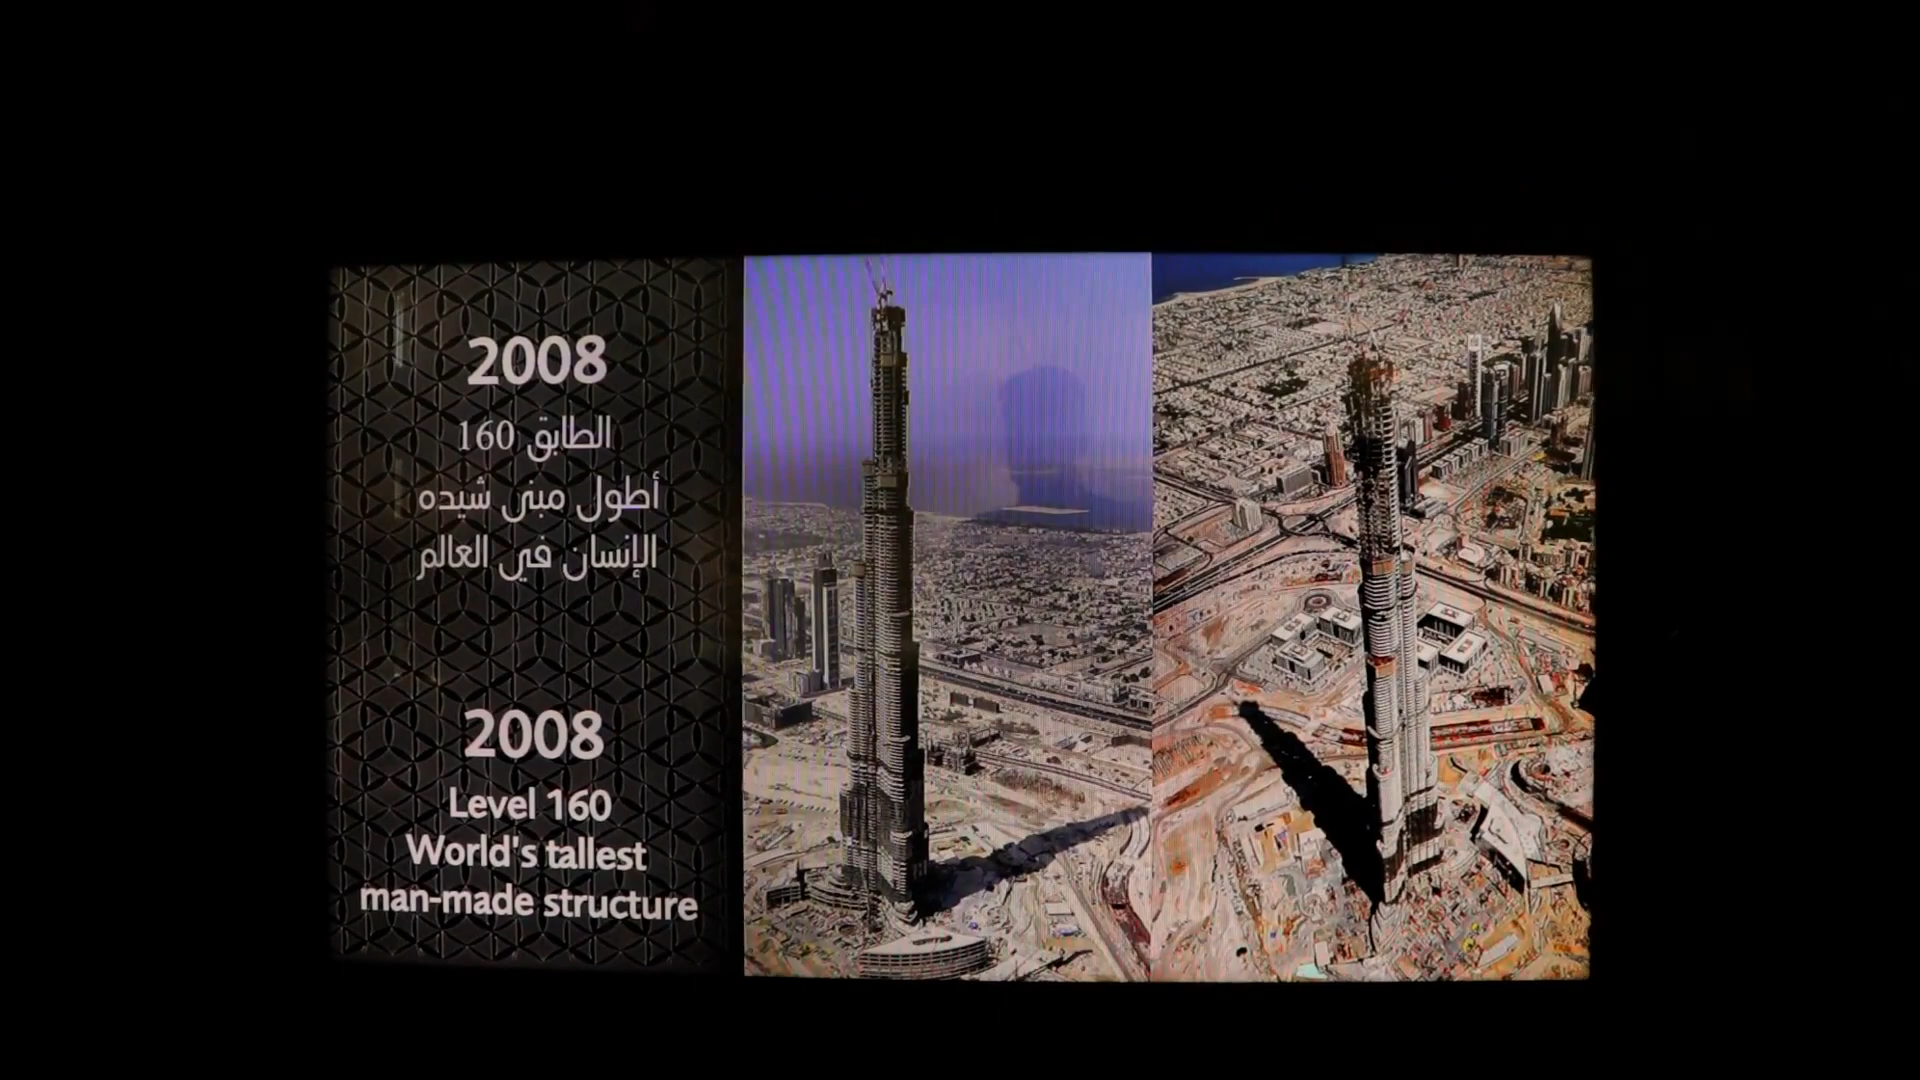 2008
الطابق 160
أطول مبنى شيده
الإنسان في العالم
2008
Level 160
World's tallest
man-made structure